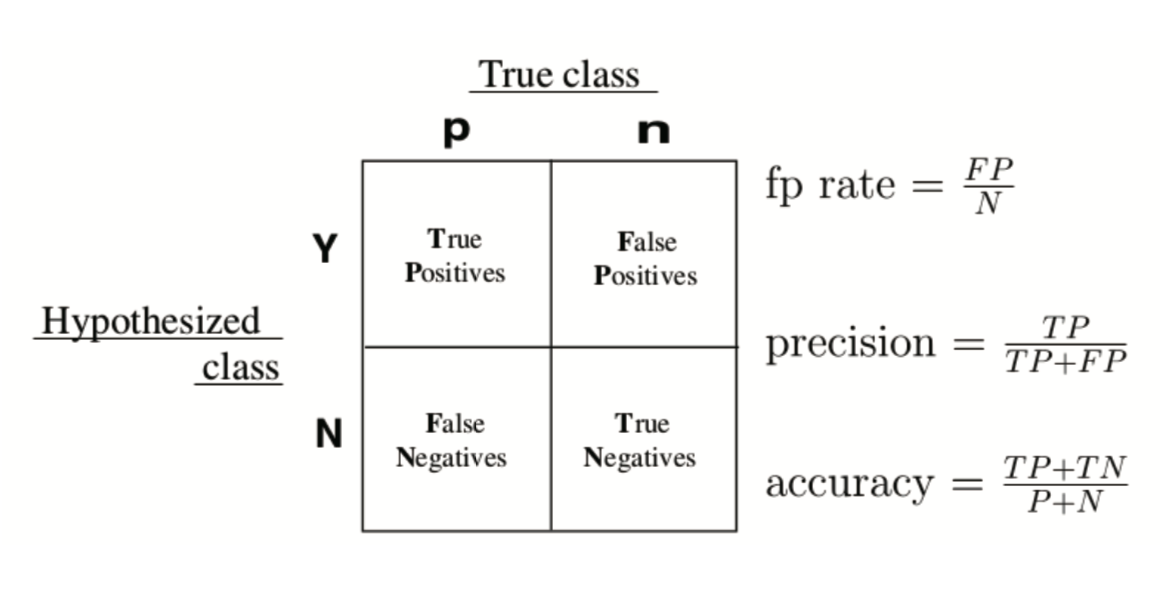 True class
p n
Y
True
Positives
False
Positives
Hypothesized
class
N
False
Negatives
True
Negatives
fp rate = FP/N
precision = TP/TP+FP
accuracy = TP+TN/P+N